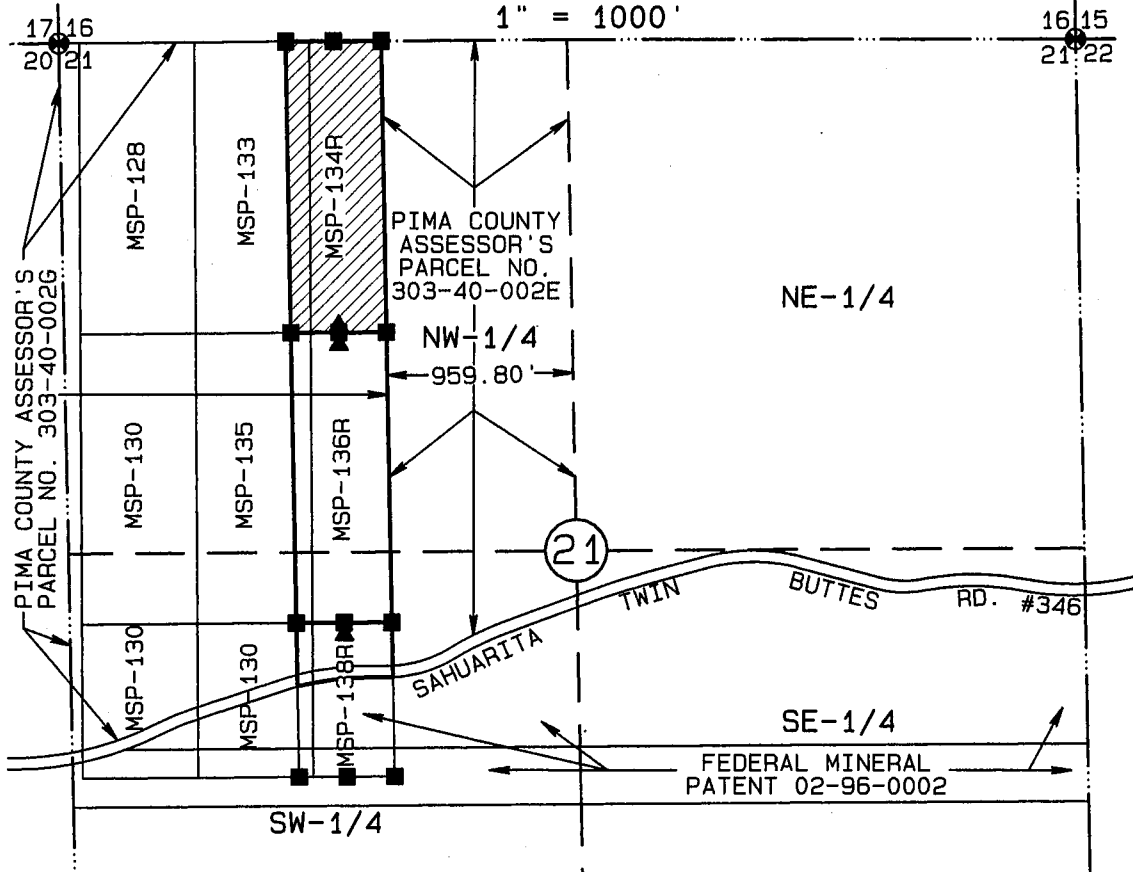 1" = 1000'
17 16
20 21
16 15
21 22
MSP-128
MSP-133
MSP-134R
PIMA COUNTY
ASSESSOR'S
PARCEL NO.
303-40-002E
NE-1/4
NW-1/4
959.80'
PIMA COUNTY ASSESSOR'S
PARCEL NO. 303-40-002G
MSP-130
MSP-135
MSP-136R
21
SAHUARITA TWIN BUTTES RD. #346
MSP-130
MSP-130
MSP-138R
SE-1/4
FEDERAL MINERAL
PATENT 02-96-0002
SW-1/4